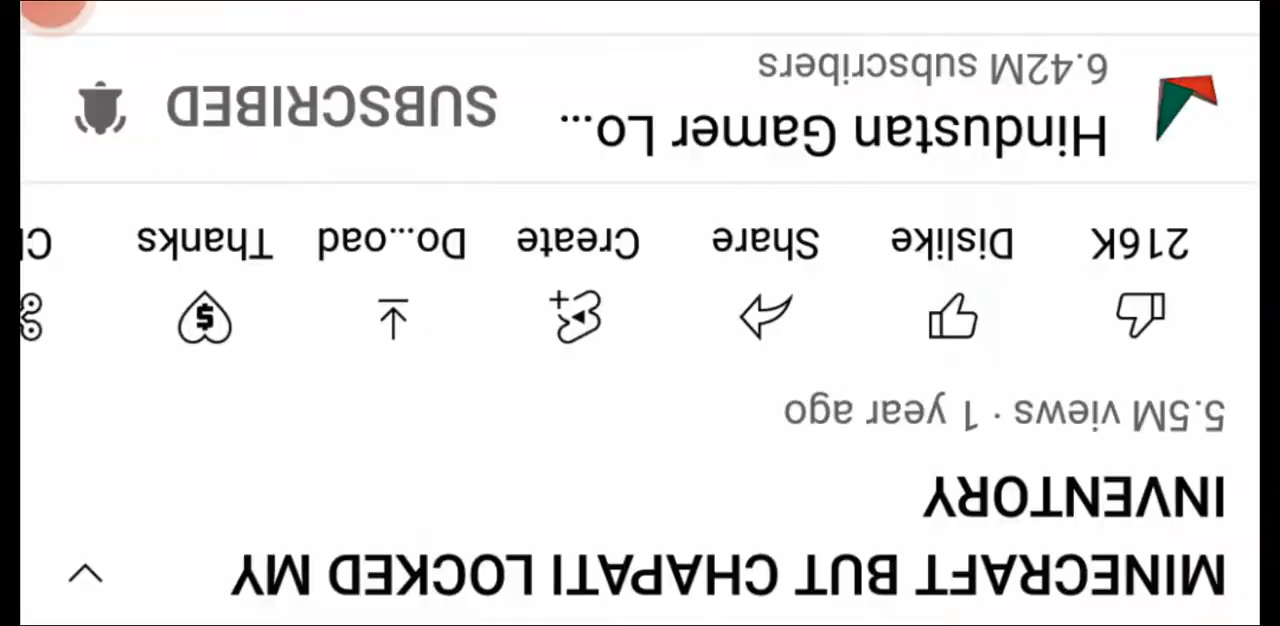 MINECRAFT BUT CHAPATI LOCKED MY
INVENTORY
5.5M views · 1 year ago
216K Dislike Share Create Do...oad Thanks
Hindustan Gamer Lo...
6.42M subscribers
SUBSCRIBED